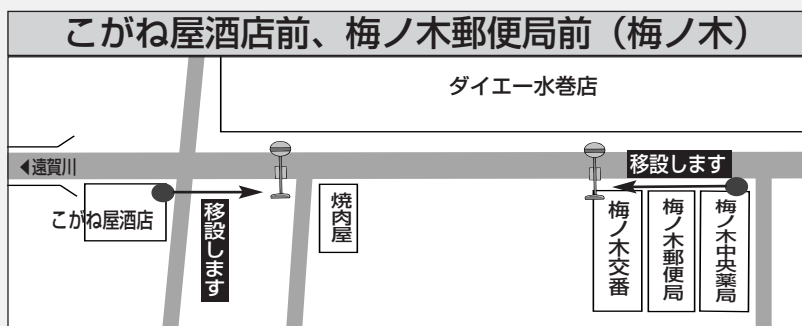 こがね屋酒店前、梅ノ木郵便局前（梅ノ木）
ダイエー水巻店
◀遠賀川
移設します
こがね屋酒店
移設します
焼肉屋
梅ノ木交番
梅ノ木郵便局
梅ノ木中央薬局